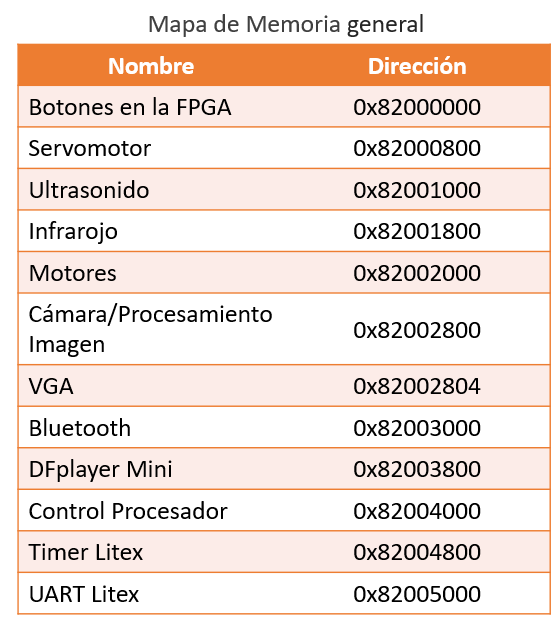 Mapa de Memoria general
Nombre Dirección
Botones en la FPGA 0x82000000
Servomotor 0x82000800
Ultrasonido 0x82001000
Infrarojo 0x82001800
Motores 0x82002000
Cámara/Procesamiento
Imagen 0x82002800
VGA 0x82002804
Bluetooth 0x82003000
DFplayer Mini 0x82003800
Control Procesador 0x82004000
Timer Litex 0x82004800
UART Litex 0x82005000